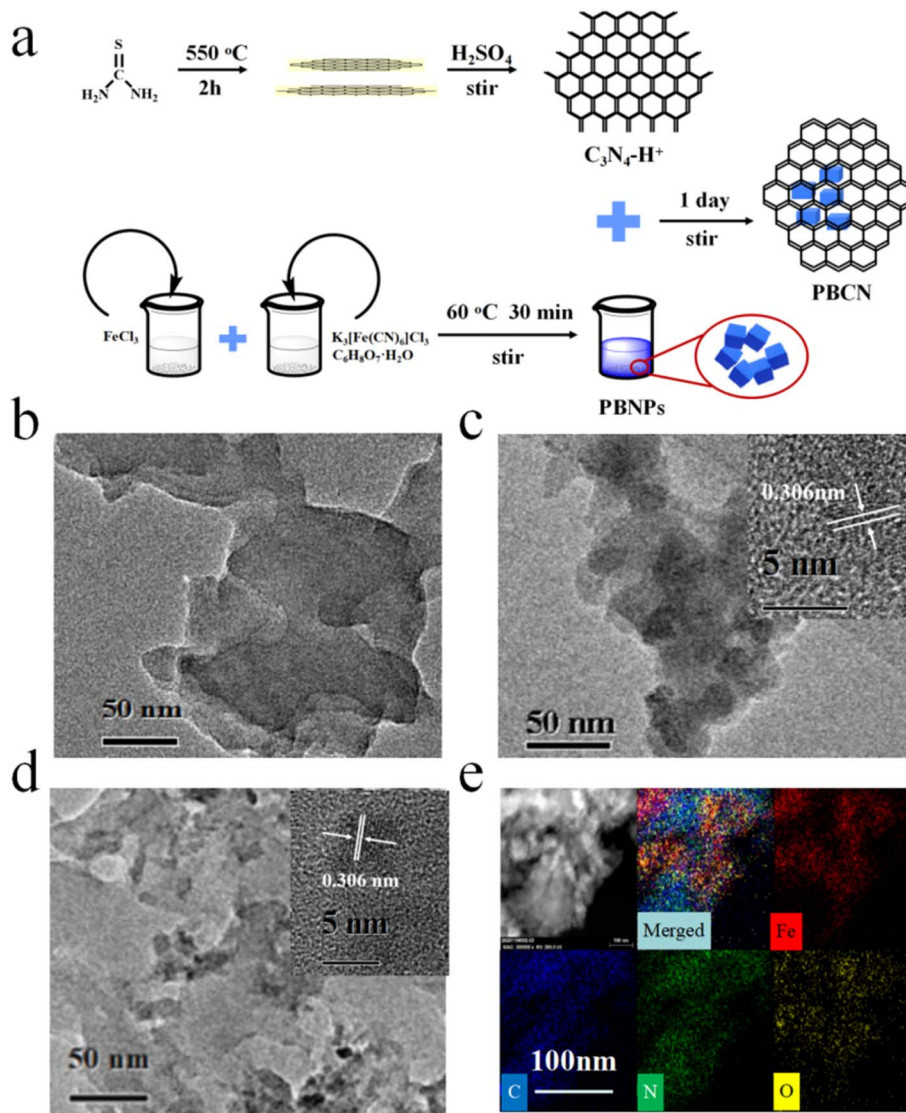 a
S
C
H₂N
NH₂
550 °C
2h
H₂SO₄
stir
C₃N₄-H⁺
1 day
stir
PBCN
FeCl₃
K₃[Fe(CN)₆]Cl₃
C₆H₈O₇·H₂O
60 °C 30 min
stir
PBNPs
b
50 nm
c
0.306nm
5 nm
50 nm
d
0.306 nm
5 nm
50 nm
e
Merged
Fe
100 nm
C
100nm
N
O